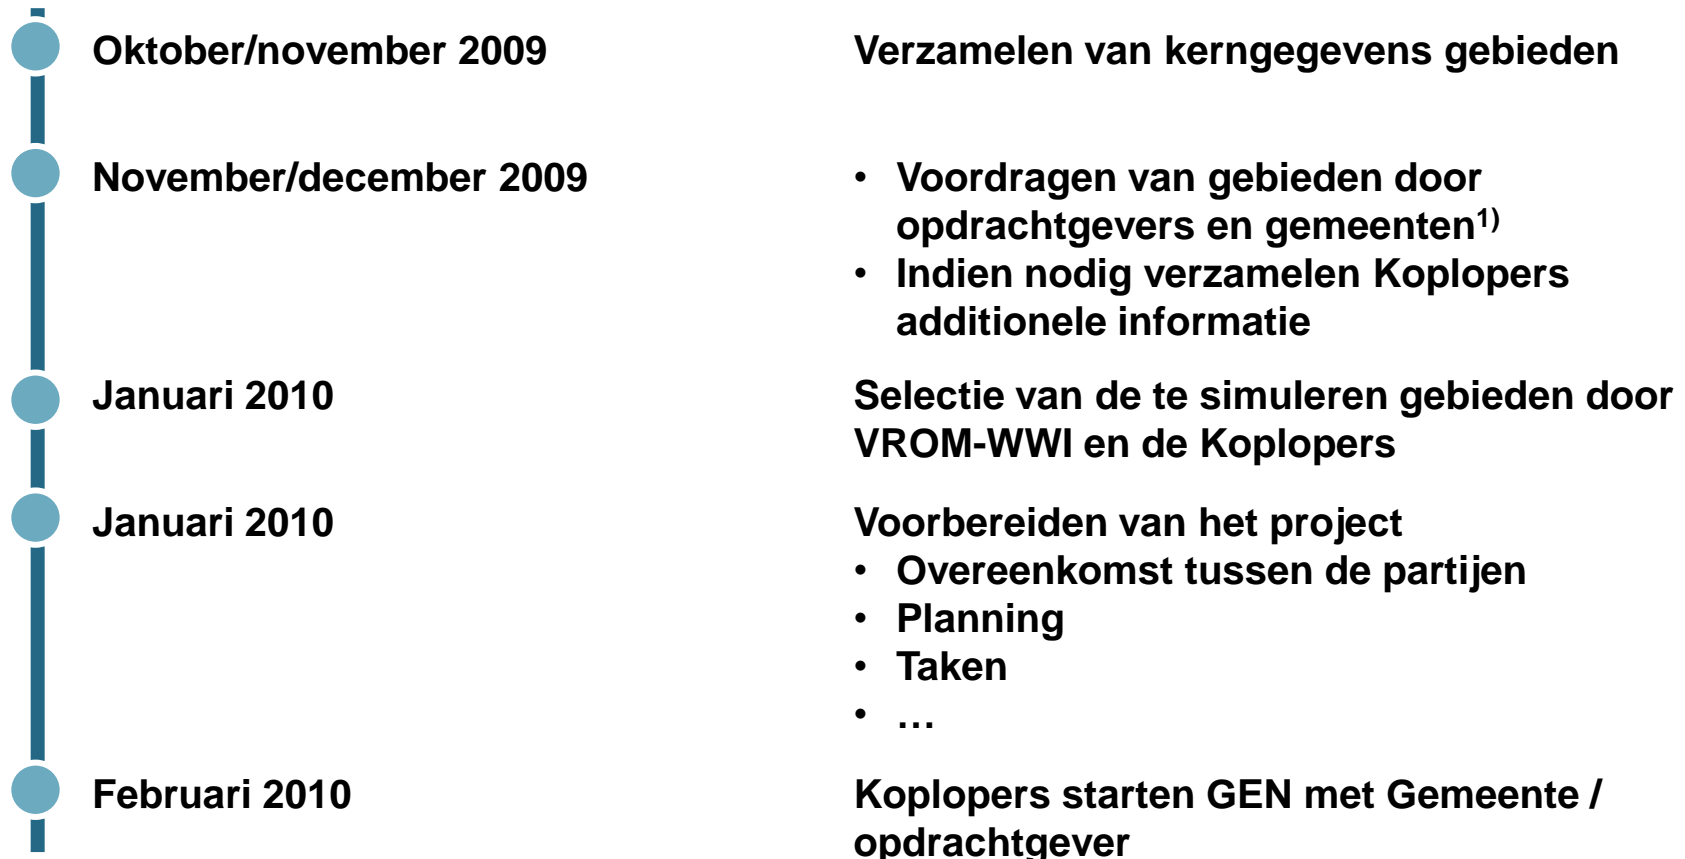 Oktober/november 2009
Verzamelen van kerngegevens gebieden
November/december 2009
• Voordragen van gebieden door
opdrachtgevers en gemeenten1)
• Indien nodig verzamelen Koplopers
additionele informatie
Januari 2010
Selectie van de te simuleren gebieden door
VROM-WWI en de Koplopers
Januari 2010
Voorbereiden van het project
• Overeenkomst tussen de partijen
• Planning
• Taken
• …
Februari 2010
Koplopers starten GEN met Gemeente /
opdrachtgever